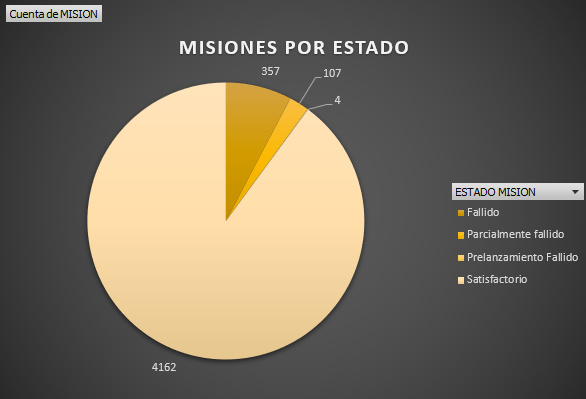 Cuenta de MISION
MISIONES POR ESTADO
357
107
4
4162
ESTADO MISION
Fallido
Parcialmente fallido
Prelanzamiento Fallido
Satisfactorio